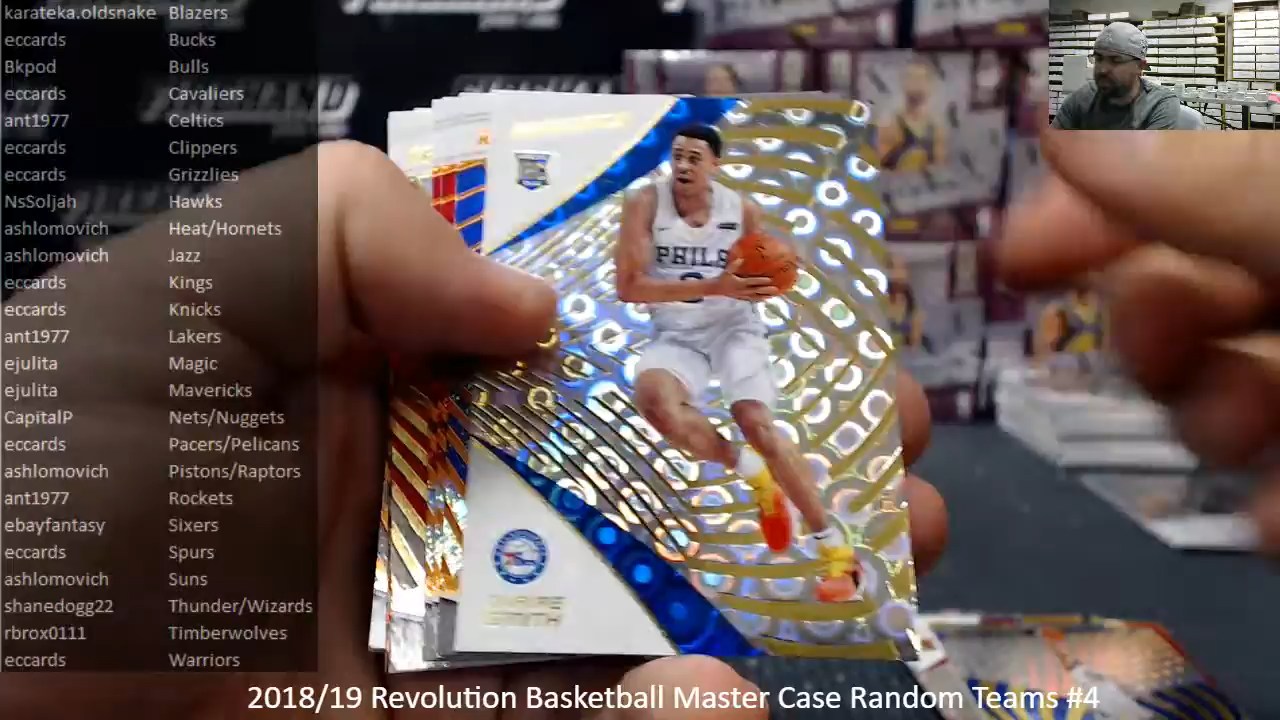 karateka.oldsnake Blazers
eccards Bucks
Bkpod Bulls
eccards Cavaliers
ant1977 Celtics
eccards Clippers
eccards Grizzlies
NsSoljah Hawks
ashlomovich Heat/Hornets
ashlomovich Jazz
eccards Kings
eccards Knicks
ant1977 Lakers
ejulita Magic
ejulita Mavericks
CapitalP Nets/Nuggets
eccards Pacers/Pelicans
ashlomovich Pistons/Raptors
ant1977 Rockets
ebayfantasy Sixers
eccards Spurs
ashlomovich Suns
shanedogg22 Thunder/Wizards
rbrox0111 Timberwolves
eccards Warriors
PHILA
SMITH
2018/19 Revolution Basketball Master Case Random Teams #4